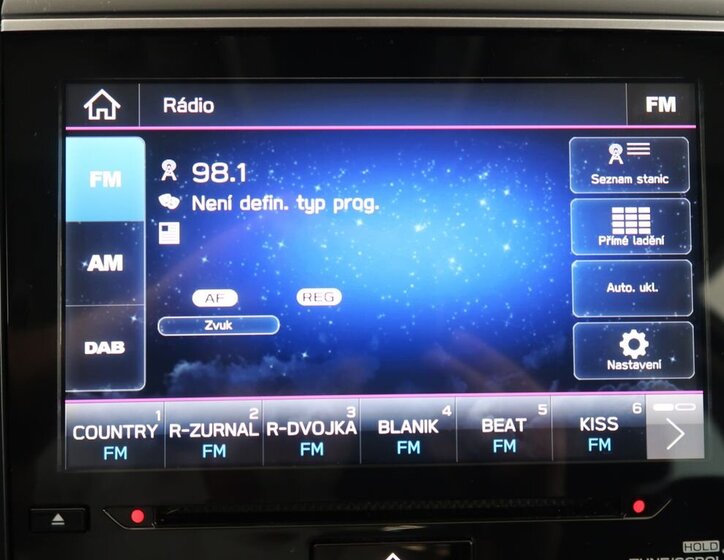 Rádio
FM
FM
98.1
Není defin. typ prog.
AM
AF
REG
Zvuk
DAB
Seznam stanic
Přímé ladění
Auto. ukl.
Nastavení
1
COUNTRY
FM
2
R-ZURNAL
FM
3
R-DVOJKA
FM
4
BLANIK
FM
5
BEAT
FM
6
KISS
FM
HOLD